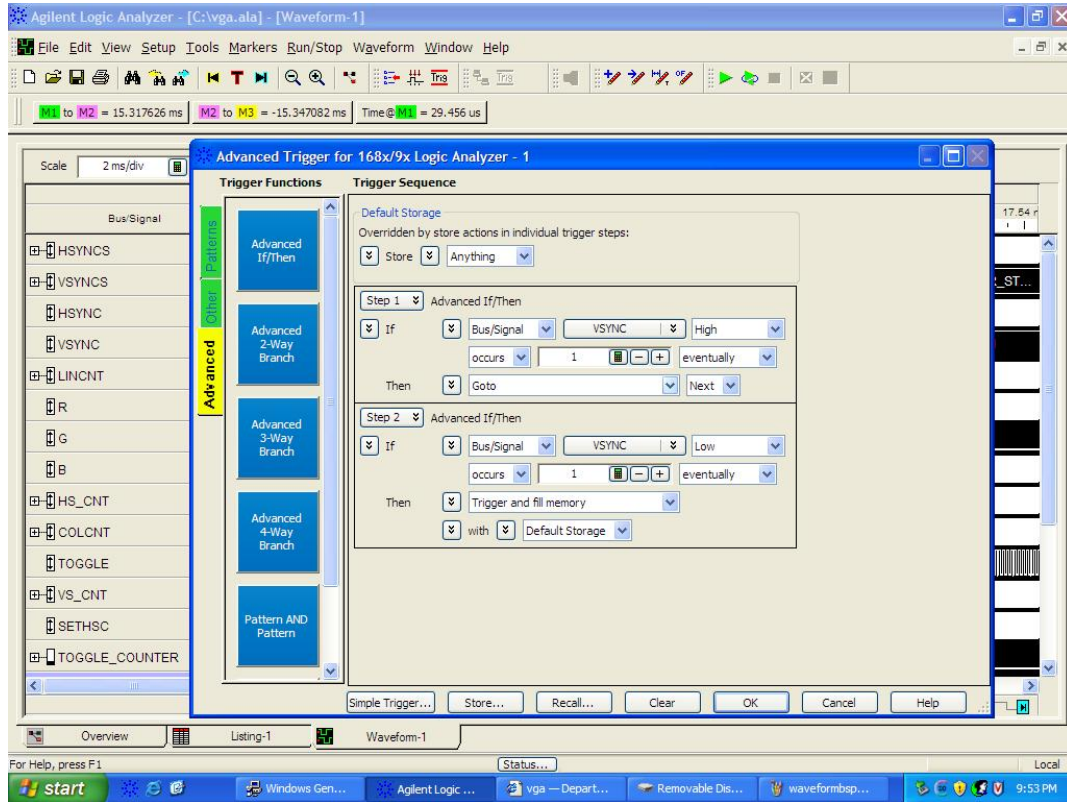 Agilent Logic Analyzer - [C:\vga.ala] - [Waveform-1]
File Edit View Setup Tools Markers Run/Stop Waveform Window Help
M1 to M2 = 15.317626 ms M2 to M3 = -15.347082 ms Time@M1 = 29.456 us
Scale 2 ms/div
Advanced Trigger for 168x/9x Logic Analyzer - 1
Trigger Functions Trigger Sequence
Bus/Signal
17.54
HSYNCS
VSYNCS
HSYNC
VSYNC
LINCNT
R
G
B
HS_CNT
COLCNT
TOGGLE
VS_CNT
SETHSC
TOGGLE_COUNTER
Patterns
Other
Advanced
Advanced
If/Then
Advanced
2-Way
Branch
Advanced
3-Way
Branch
Advanced
4-Way
Branch
Pattern AND
Pattern
Default Storage
Overridden by store actions in individual trigger steps:
Store Anything
Step 1 Advanced If/Then
If Bus/Signal VSYNC High
occurs 1 eventually
Then Goto Next
Step 2 Advanced If/Then
If Bus/Signal VSYNC Low
occurs 1 eventually
Then Trigger and fill memory
with Default Storage
Simple Trigger... Store... Recall... Clear OK Cancel Help
Overview Listing-1 Waveform-1
For Help, press F1 Status... Local
start Windows Gen... Agilent Logic ... vga — Depart... Removable Dis... waveformbsp... 9:53 PM